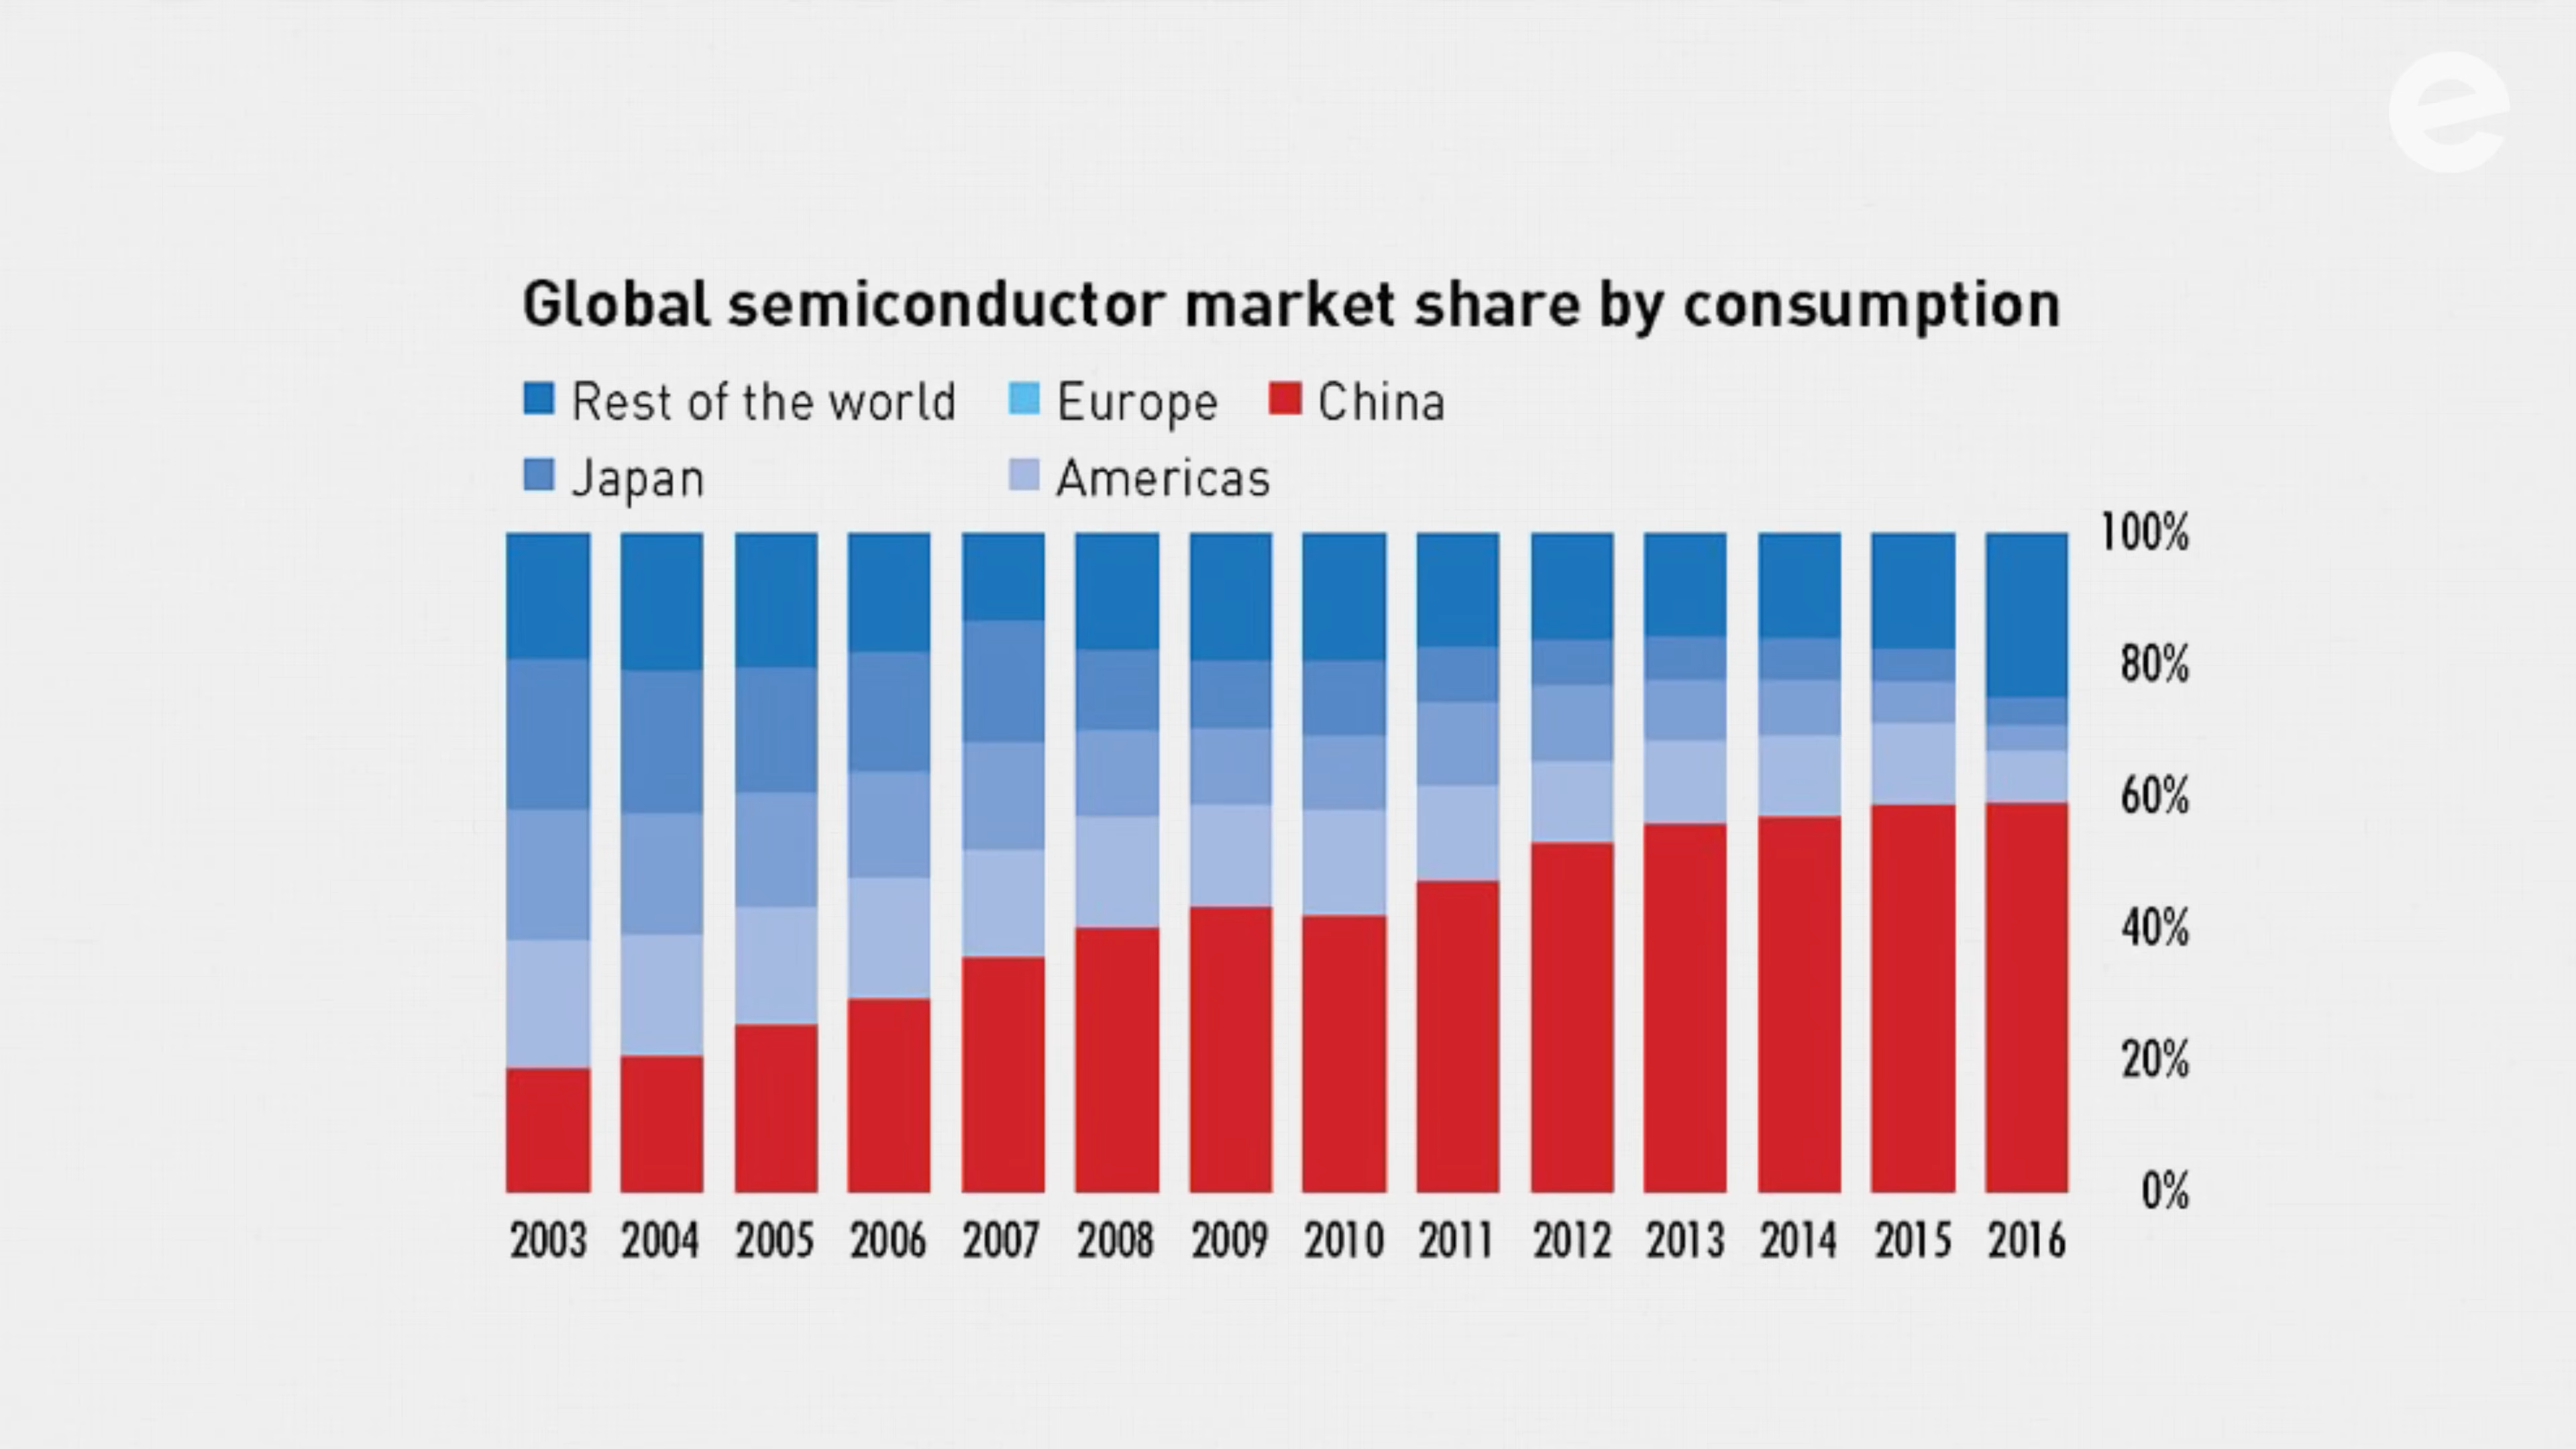 e
Global semiconductor market share by consumption
Rest of the world Europe China
Japan Americas
100%
80%
60%
40%
20%
0%
2003 2004 2005 2006 2007 2008 2009 2010 2011 2012 2013 2014 2015 2016